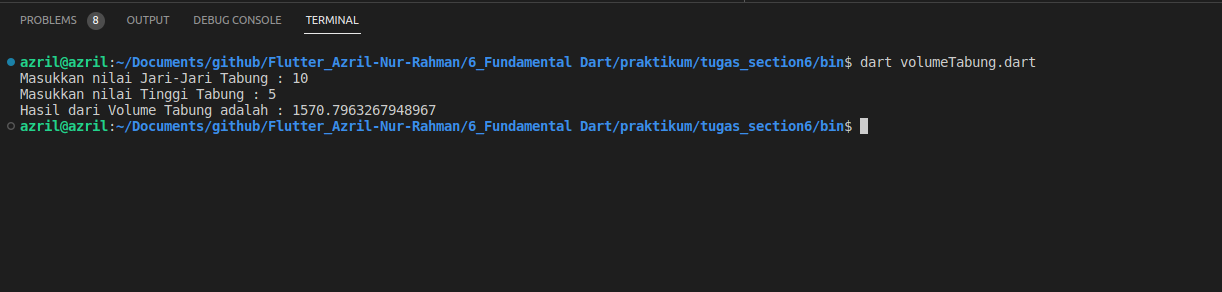 PROBLEMS 8 OUTPUT DEBUG CONSOLE TERMINAL
azril@azril:~/Documents/github/Flutter_Azril-Nur-Rahman/6_Fundamental Dart/praktikum/tugas_section6/bin$ dart volumeTabung.dart
Masukkan nilai Jari-Jari Tabung : 10
Masukkan nilai Tinggi Tabung : 5
Hasil dari Volume Tabung adalah : 1570.7963267948967
azril@azril:~/Documents/github/Flutter_Azril-Nur-Rahman/6_Fundamental Dart/praktikum/tugas_section6/bin$